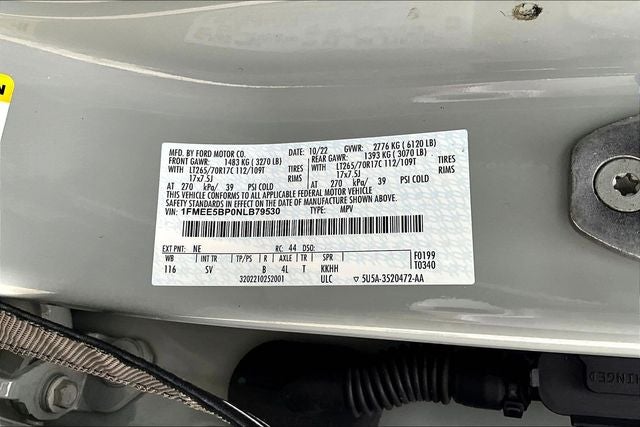 MFD. BY FORD MOTOR CO. DATE: 10/22 GVWR: 2776 KG ( 6120 LB)
FRONT GAWR: 1483 KG ( 3270 LB) REAR GAWR: 1393 KG ( 3070 LB)
WITH LT265/70R17C 112/109T TIRES WITH LT265/70R17C 112/109T TIRES
17x7.5J RIMS 17x7.5J RIMS
AT 270 kPa/ 39 PSI COLD AT 270 kPa/ 39 PSI COLD
THIS VEHICLE CONFORMS TO ALL APPLICABLE FEDERAL MOTOR VEHICLE
SAFETY STANDARDS IN EFFECT ON THE DATE OF MANUFACTURE SHOWN ABOVE.
VIN: 1FMEE5BP0NLB79530 TYPE: MPV
EXT PNT: NE RC: 44 DSO: F0199
WB INT TR TP/PS R AXLE TR SPR T0340
116 SV B 4L T KKHH
3202210252001 ULC ▽ 5U5A-3520472-AA
INGED